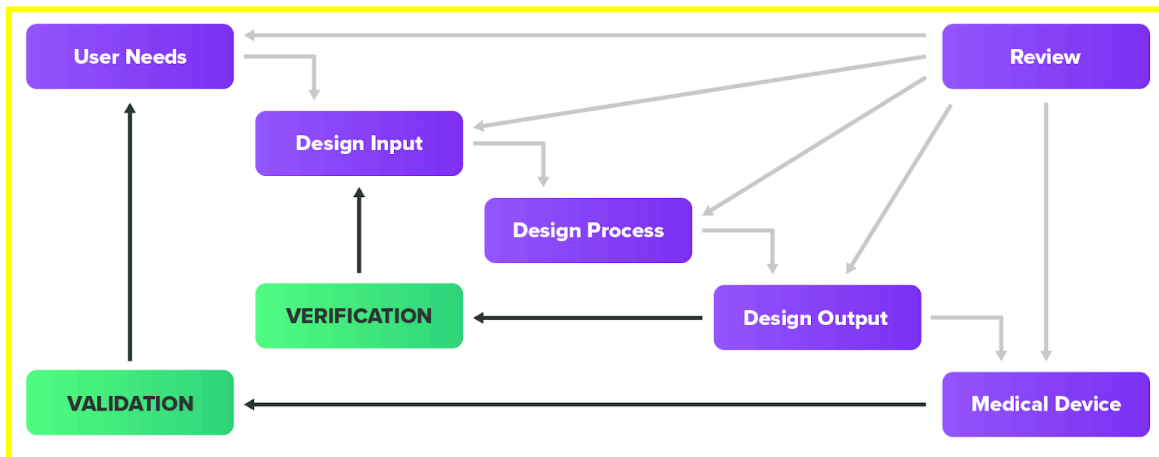 User Needs
Review
Design Input
Design Process
VERIFICATION
Design Output
VALIDATION
Medical Device